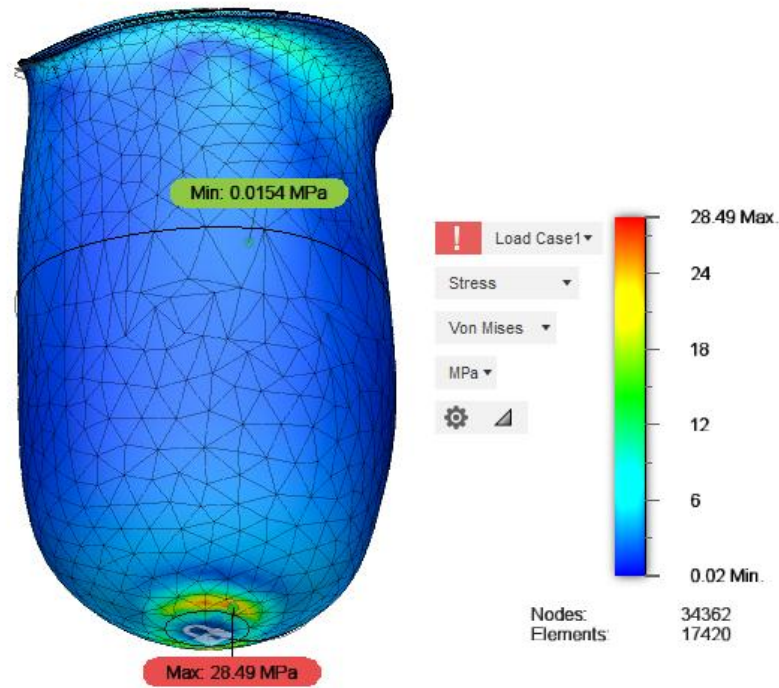 Min: 0.0154 MPa
Max: 28.49 MPa
! Load Case1
Stress
Von Mises
MPa
28.49 Max.
24
18
12
6
0.02 Min.
Nodes: 34362
Elements: 17420